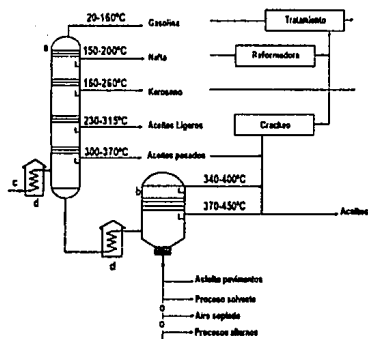 20-160°C Gasolina
Tratamiento
a
150-200°C Nafta
Reformadora
160-260°C Keroseno
230-315°C Aceites Ligeros
Crackeo
300-370°C Aceites pesados
c
d
b
340-400°C
370-450°C
Aceites
d
Asfalto pavimentos
Proceso solvente
o
Aire soplado
o
Procesos alternos